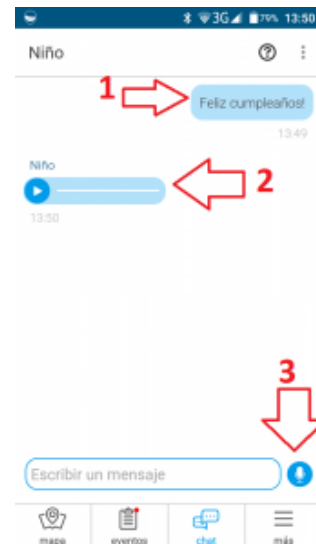 3G 79% 13:50
Niño
1
Feliz cumpleaños!
13:49
Niño
2
13:50
3
Escribir un mensaje
mapa eventos chat más